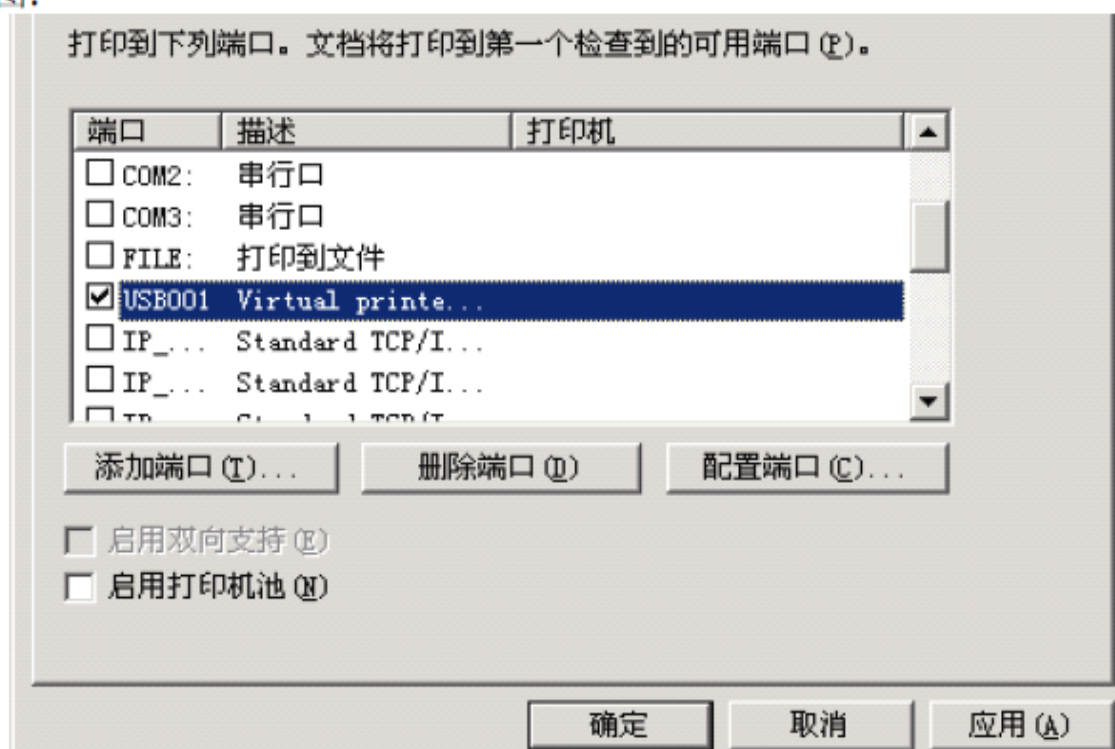 打印到下列端口。文档将打印到第一个检查到的可用端口(P)。
端口 描述 打印机
COM2: 串行口
COM3: 串行口
FILE: 打印到文件
USB001 Virtual printe...
IP_... Standard TCP/I...
IP_... Standard TCP/I...
添加端口(T)... 删除端口(D) 配置端口(C)...
启用双向支持(E)
启用打印机池(N)
确定 取消 应用(A)